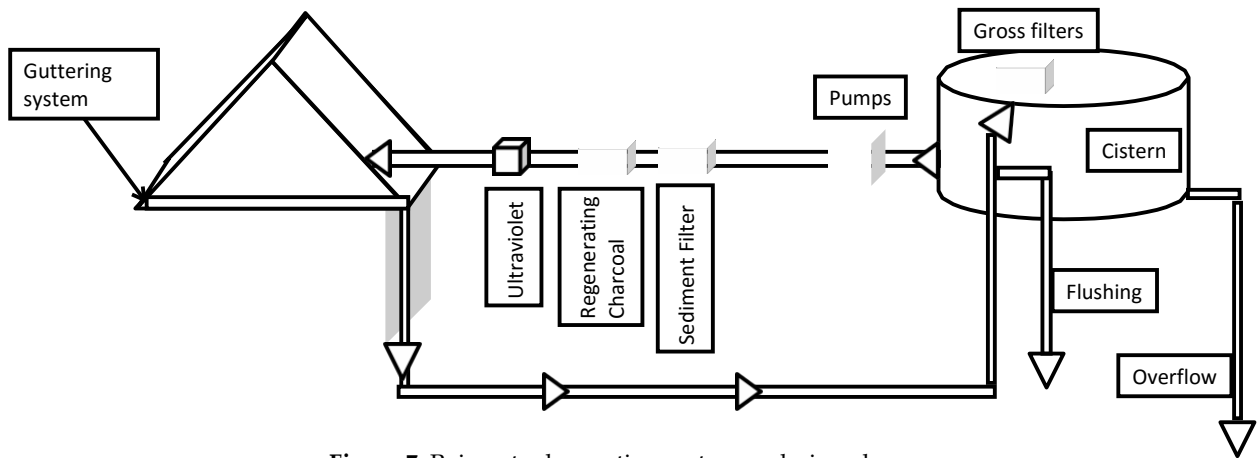 Gross filters
Guttering
system
Pumps
Cistern
Ultraviolet
Regenerating
Charcoal
Sediment Filter
Flushing
Overflow